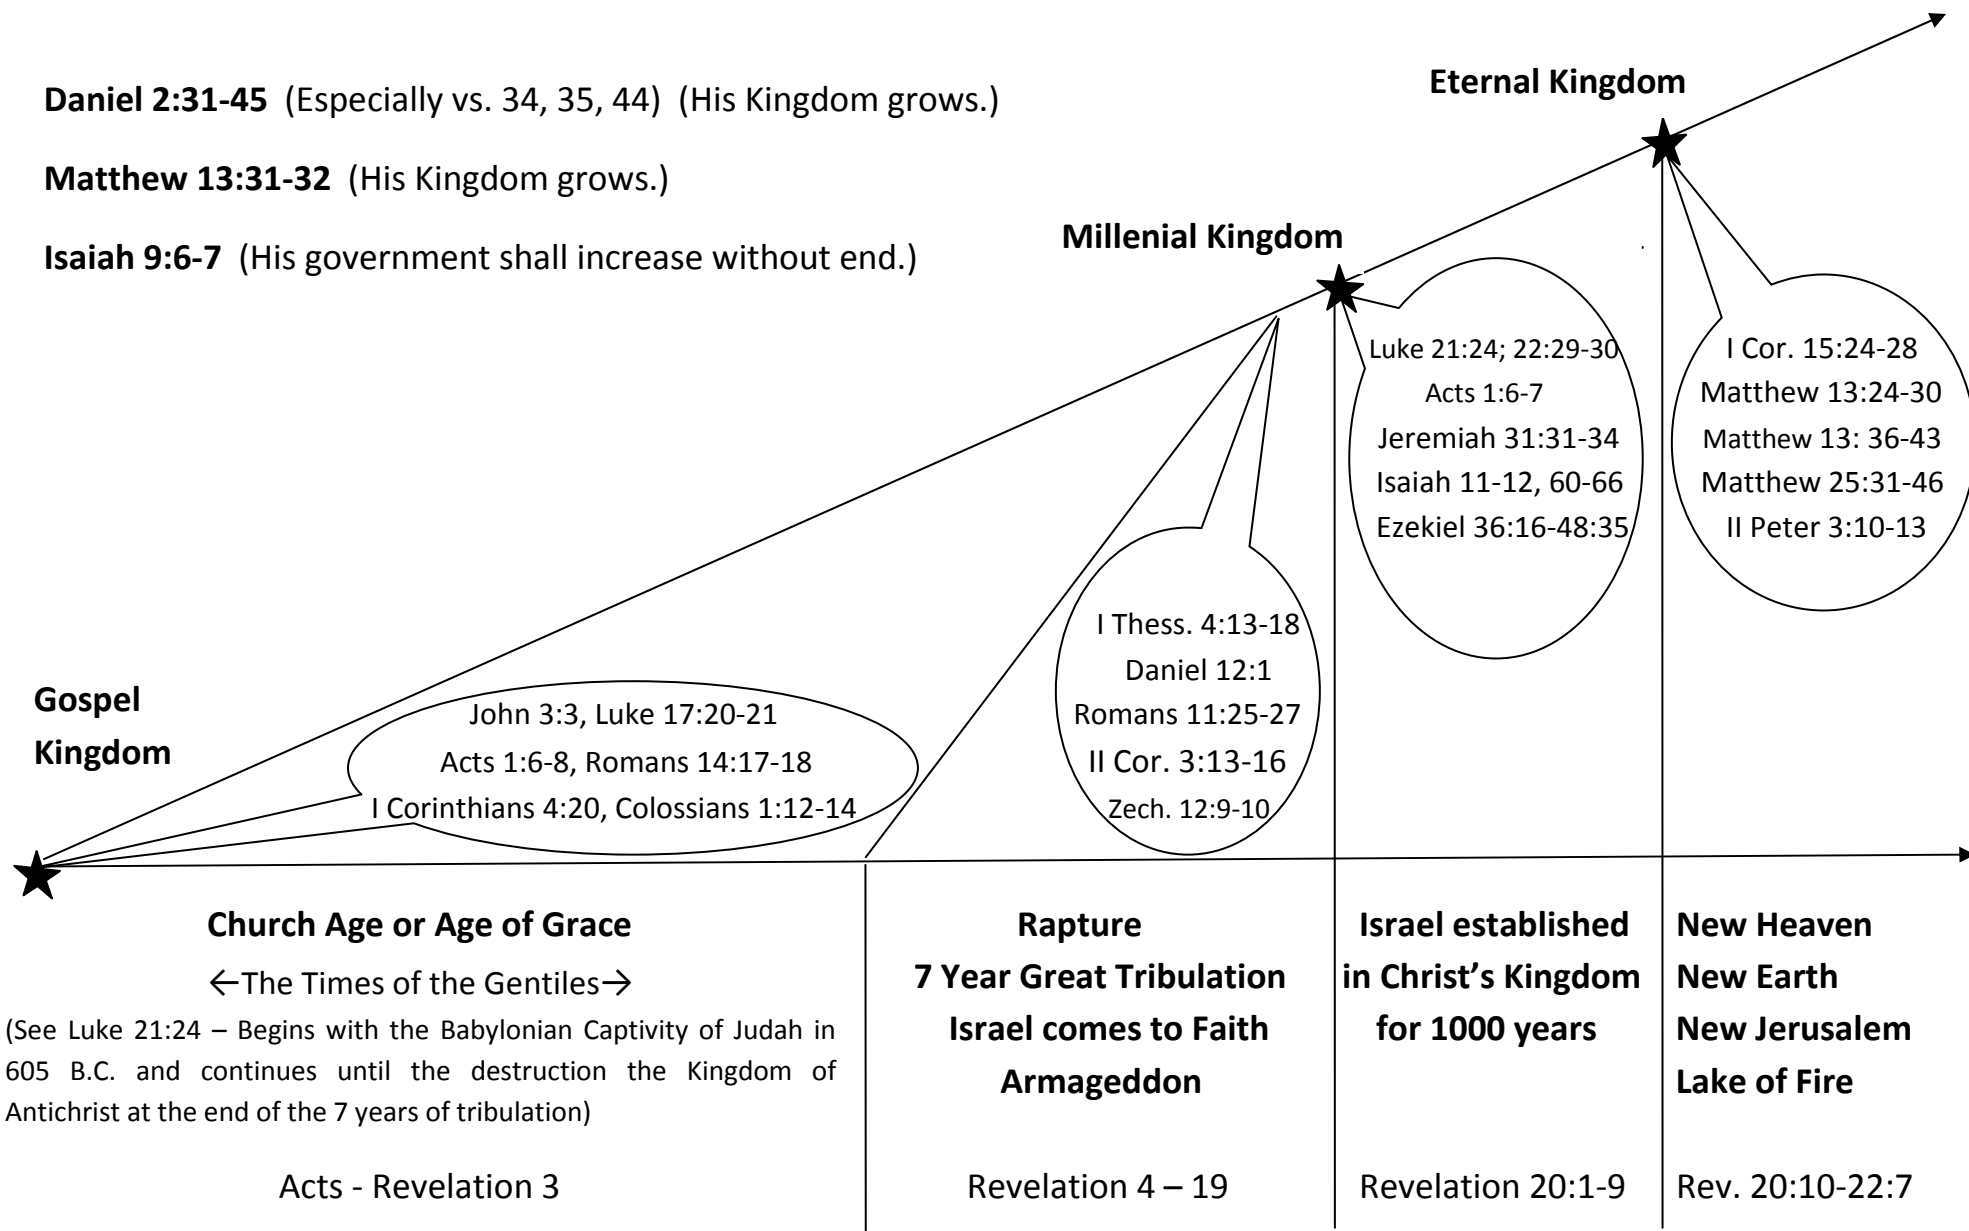 Daniel 2:31-45 (Especially vs. 34, 35, 44) (His Kingdom grows.)
Matthew 13:31-32 (His Kingdom grows.)
Isaiah 9:6-7 (His government shall increase without end.)
Eternal Kingdom
Millenial Kingdom
Gospel
Kingdom
John 3:3, Luke 17:20-21
Acts 1:6-8, Romans 14:17-18
I Corinthians 4:20, Colossians 1:12-14
I Thess. 4:13-18
Daniel 12:1
Romans 11:25-27
II Cor. 3:13-16
Zech. 12:9-10
Luke 21:24; 22:29-30
Acts 1:6-7
Jeremiah 31:31-34
Isaiah 11-12, 60-66
Ezekiel 36:16-48:35
I Cor. 15:24-28
Matthew 13:24-30
Matthew 13: 36-43
Matthew 25:31-46
II Peter 3:10-13
Church Age or Age of Grace
←The Times of the Gentiles→
(See Luke 21:24 – Begins with the Babylonian Captivity of Judah in
605 B.C. and continues until the destruction the Kingdom of
Antichrist at the end of the 7 years of tribulation)
Acts - Revelation 3
Rapture
7 Year Great Tribulation
Israel comes to Faith
Armageddon
Revelation 4 – 19
Israel established
in Christ’s Kingdom
for 1000 years
Revelation 20:1-9
New Heaven
New Earth
New Jerusalem
Lake of Fire
Rev. 20:10-22:7